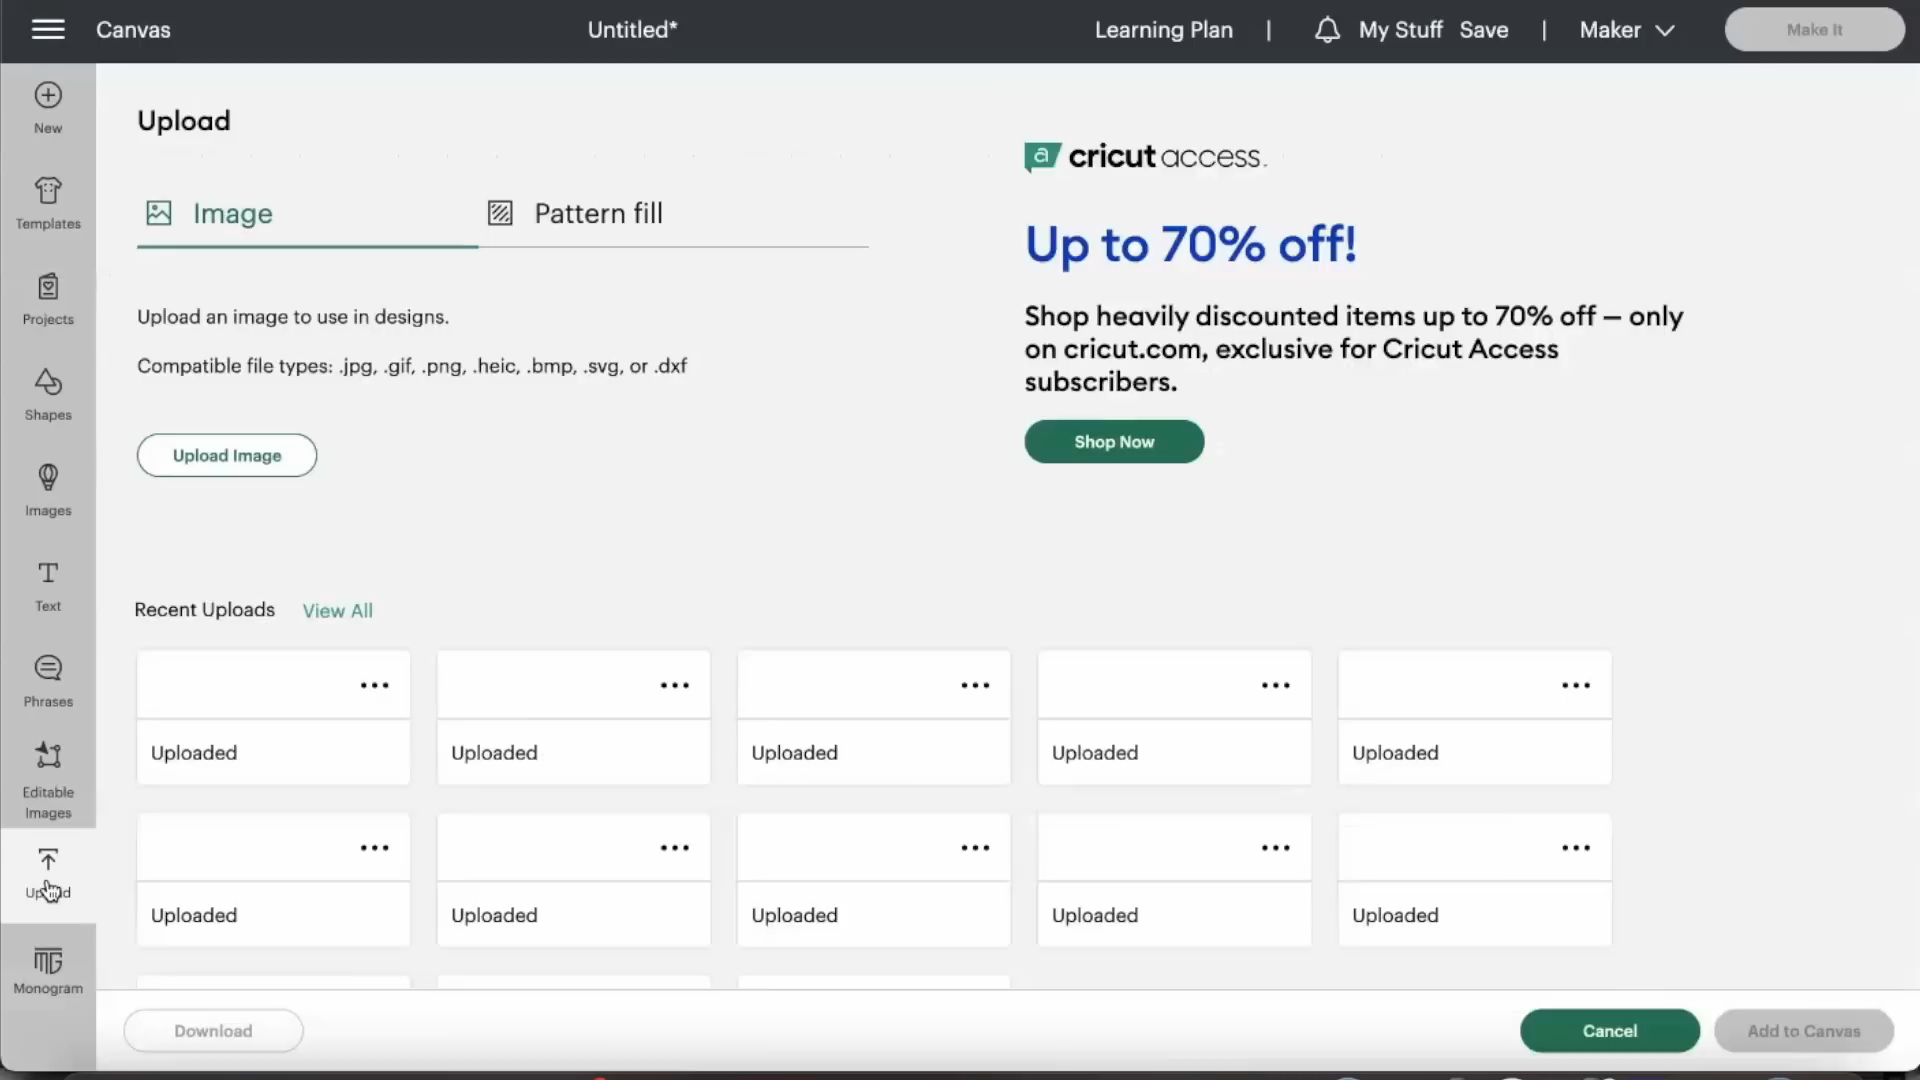 Canvas
Untitled*
Learning Plan
|
My Stuff
Save
|
Maker
Make It
New
Templates
Projects
Shapes
Images
Text
Phrases
Editable
Images
Upload
Monogram
Upload
Image
Pattern fill
Upload an image to use in designs.
Compatible file types: .jpg, .gif, .png, .heic, .bmp, .svg, or .dxf
Upload Image
a cricut access™
Up to 70% off!
Shop heavily discounted items up to 70% off — only
on cricut.com, exclusive for Cricut Access
subscribers.
Shop Now
Recent Uploads
View All
Uploaded
Uploaded
Uploaded
Uploaded
Uploaded
Uploaded
Uploaded
Uploaded
Uploaded
Uploaded
Download
Cancel
Add to Canvas